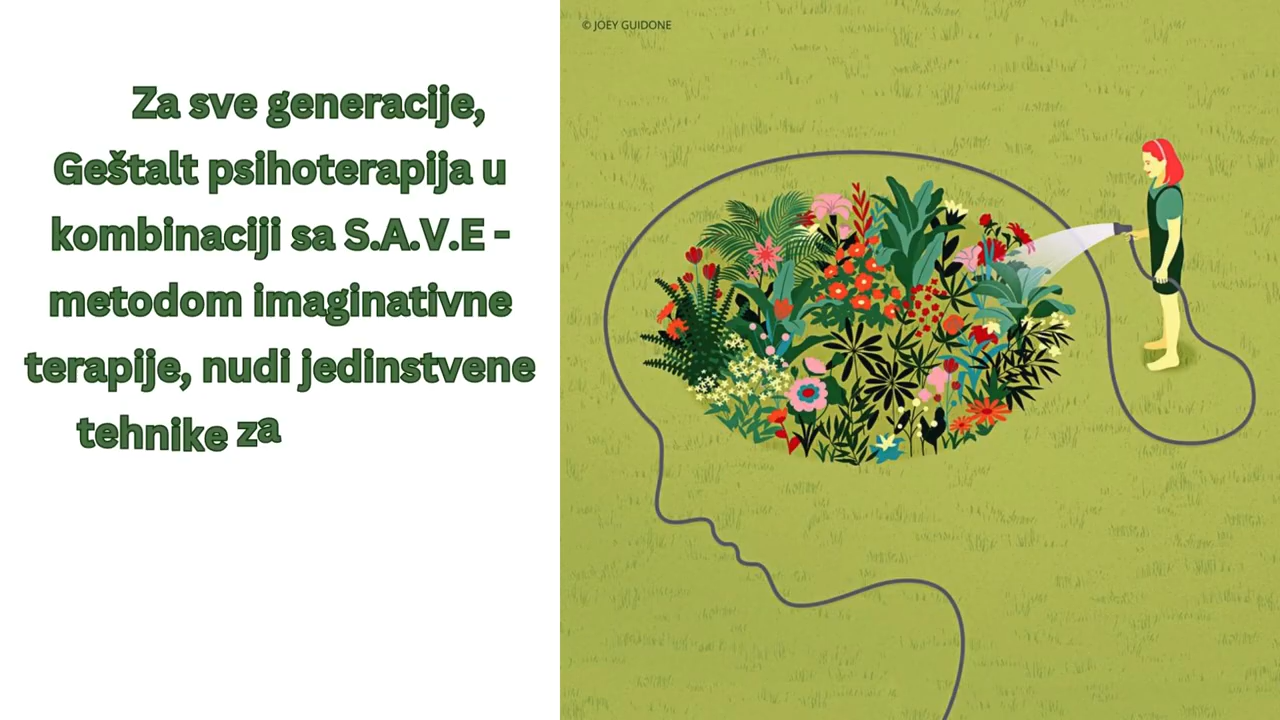 © JOEY GUIDONE
Za sve generacije,
Geštalt psihoterapija u
kombinaciji sa S.A.V.E -
metodom imaginativne
terapije, nudi jedinstvene
tehnike za